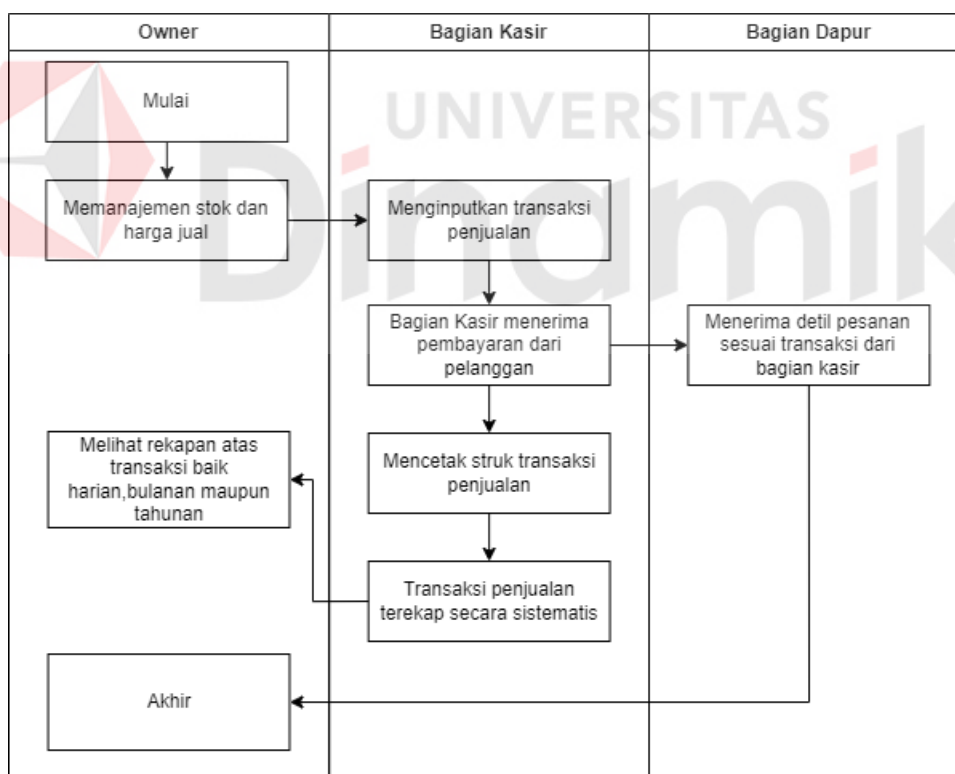 Owner
Bagian Kasir
Bagian Dapur
UNIVERSITAS
Dinamik
Mulai
Memanajemen stok dan
harga jual
Menginputkan transaksi
penjualan
Bagian Kasir menerima
pembayaran dari
pelanggan
Menerima detil pesanan
sesuai transaksi dari
bagian kasir
Melihat rekapan atas
transaksi baik
harian,bulanan maupun
tahunan
Mencetak struk transaksi
penjualan
Transaksi penjualan
terekap secara sistematis
Akhir